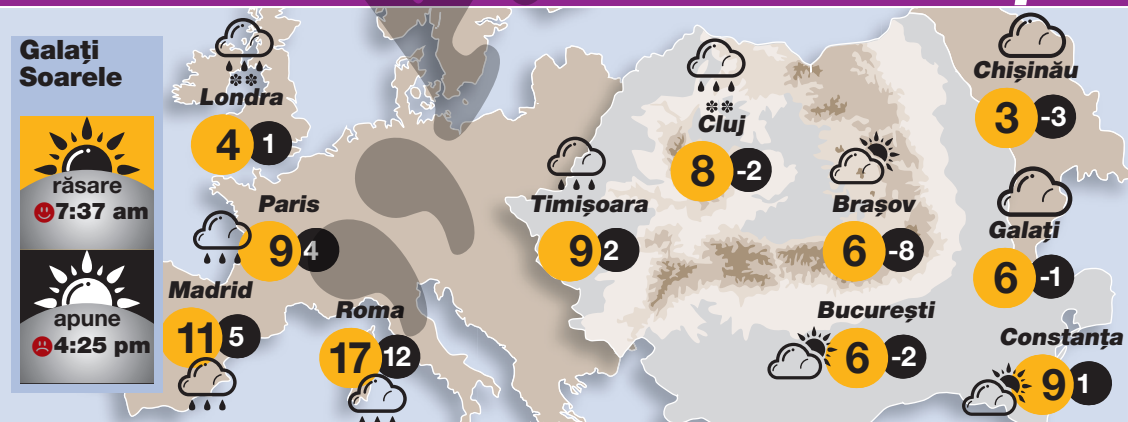 Galați
Soarele
răsare
7:37 am
apune
4:25 pm
Londra
4 1
Paris
9 4
Madrid
11 5
Roma
17 12
Timișoara
9 2
Cluj
8 -2
Brașov
6 -8
București
6 -2
Chișinău
3 -3
Galați
6 -1
Constanța
9 1